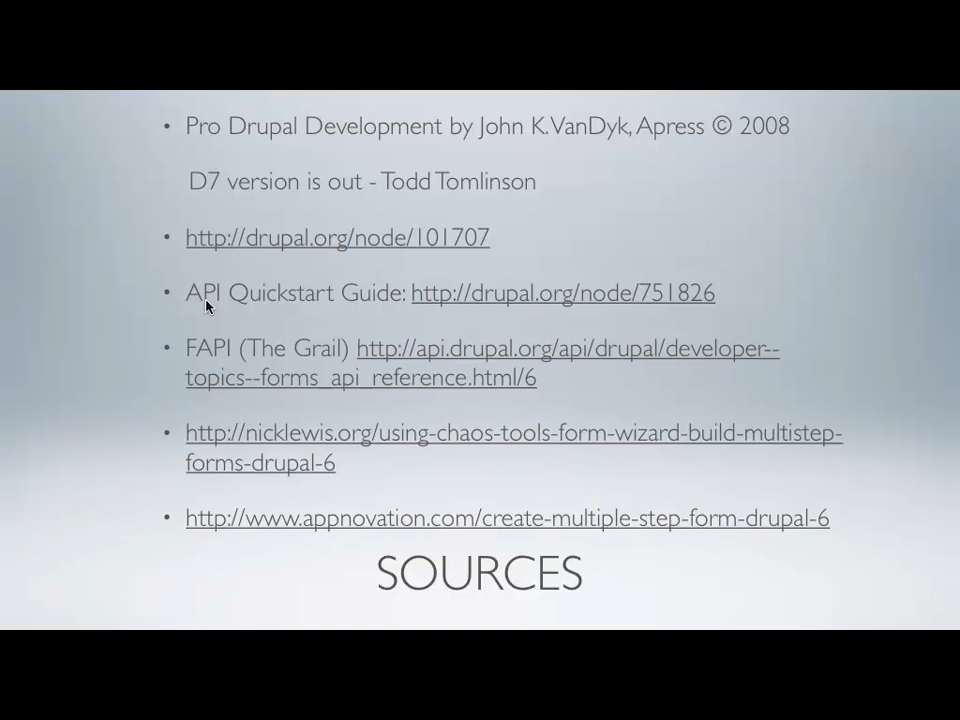 • Pro Drupal Development by John K. VanDyk, Apress © 2008
D7 version is out - Todd Tomlinson
• http://drupal.org/node/101707
• API Quickstart Guide: http://drupal.org/node/751826
• FAPI (The Grail) http://api.drupal.org/api/drupal/developer--
topics--forms_api_reference.html/6
• http://nicklewis.org/using-chaos-tools-form-wizard-build-multistep-
forms-drupal-6
• http://www.appnovation.com/create-multiple-step-form-drupal-6
SOURCES